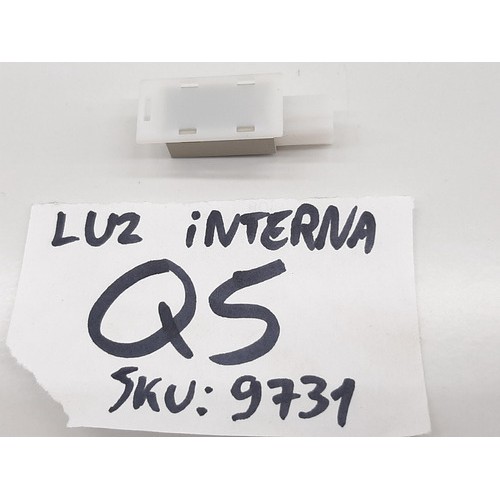 LUZ iNTERNA
Q5
SKU: 9731